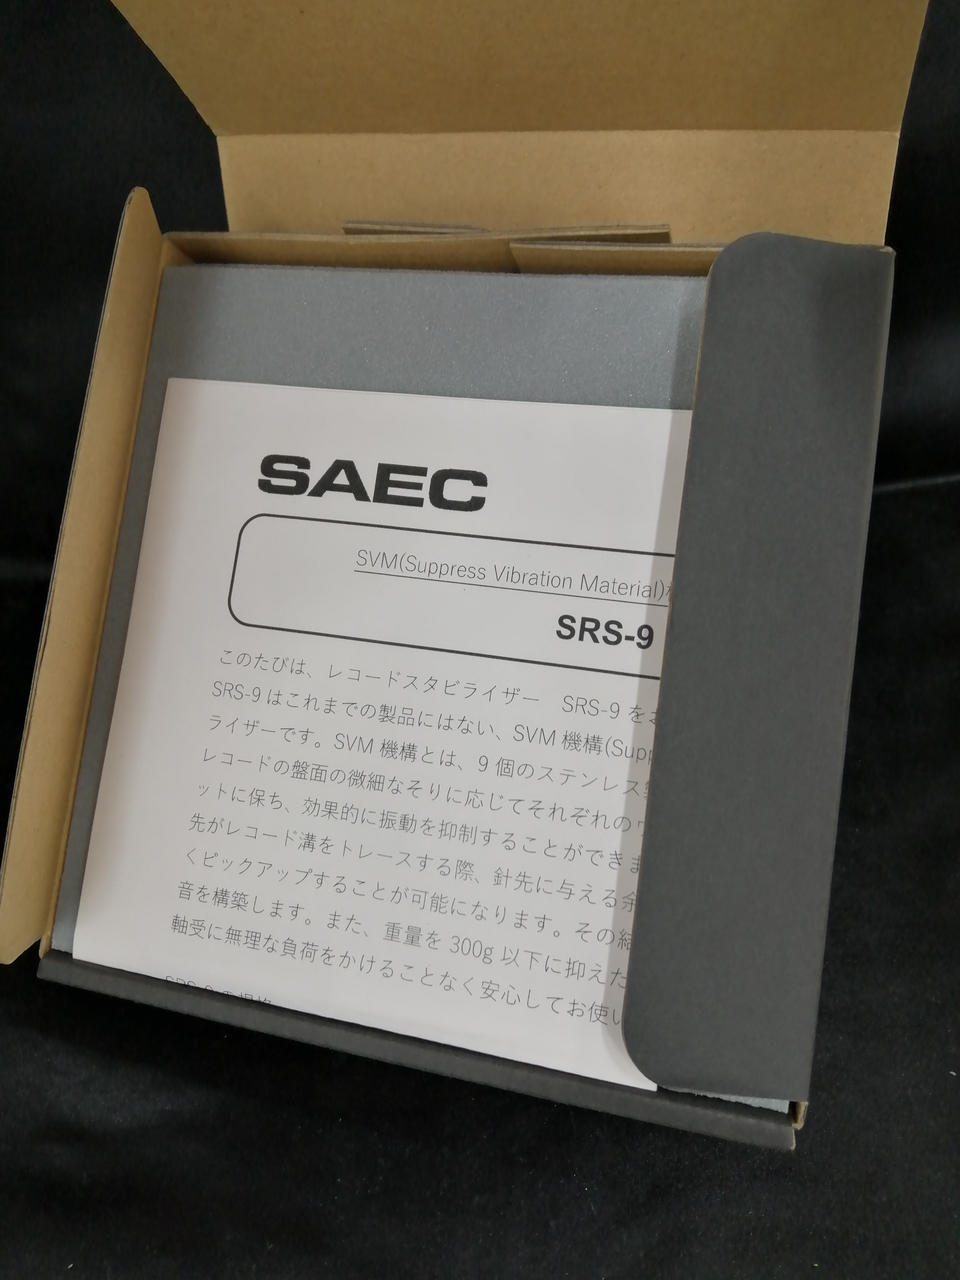 SAEC
SVM(Suppress Vibration Material)
SRS-9
このたびは、レコードスタビライザー SRS-9 を
SRS-9 はこれまでの製品にはない、SVM 機構(Supp
ライザーです。SVM 機構とは、9 個のステンレス
レコードの盤面の微細なそりに応じてそれぞれの
ットに保ち、効果的に振動を抑制することができま
先がレコード溝をトレースする際、針先に与える余
くピックアップすることが可能になります。その結
音を構築します。また、重量を 300g 以下に抑えた
軸受に無理な負荷をかけることなく安心してお使い